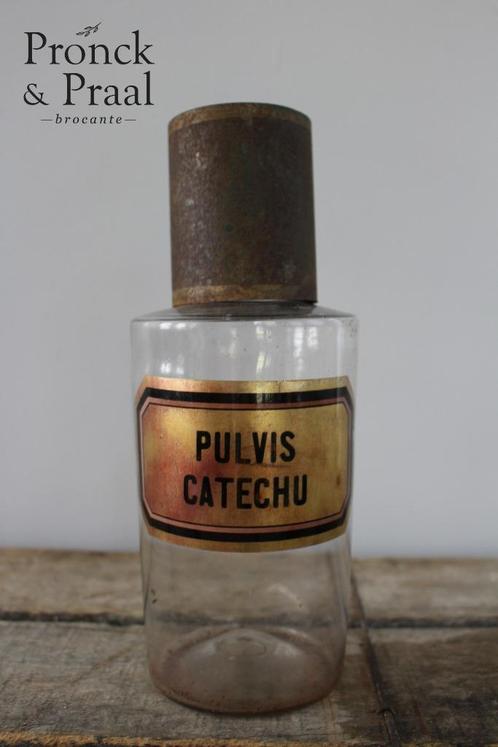 Pronck
& Praal
—brocante—
PULVIS
CATECHU